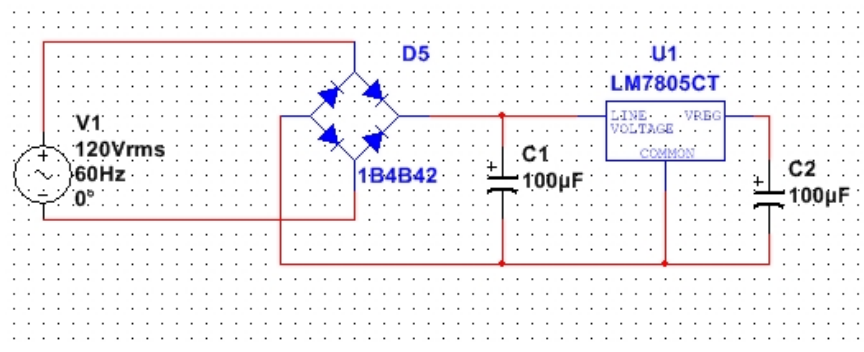 D5
U1
LM7805CT
V1
120Vrms
60Hz
0°
LINE VREG
VOLTAGE
COMMON
1B4B42
C1
100µF
C2
100µF